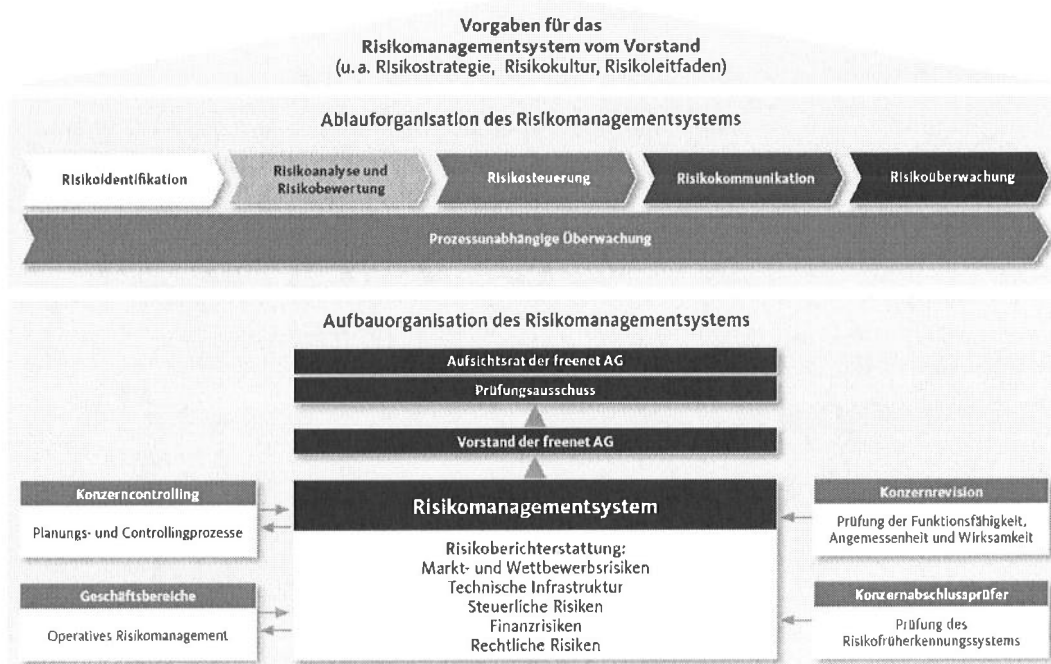 Vorgaben für das
Risikomanagementsystem vom Vorstand
(u. a. Risikostrategie, Risikokultur, Risikoleitfaden)
Ablauforganisation des Risikomanagementsystems
Risikoidentifikation
Risikoanalyse und
Risikobewertung
Risikosteuerung
Risikokommunikation
Risikoüberwachung
Prozessunabhängige Überwachung
Aufbauorganisation des Risikomanagementsystems
Aufsichtsrat der freenet AG
Prüfungsausschuss
Vorstand der freenet AG
Konzerncontrolling
Planungs- und Controllingprozesse
Geschäftsbereiche
Operatives Risikomanagement
Risikomanagementsystem
Risikoberichterstattung:
Markt- und Wettbewerbsrisiken
Technische Infrastruktur
Steuerliche Risiken
Finanzrisiken
Rechtliche Risiken
Konzernrevision
Prüfung der Funktionsfähigkeit,
Angemessenheit und Wirksamkeit
Konzernabschlussprüfer
Prüfung des
Risikofrüherkennungssystems